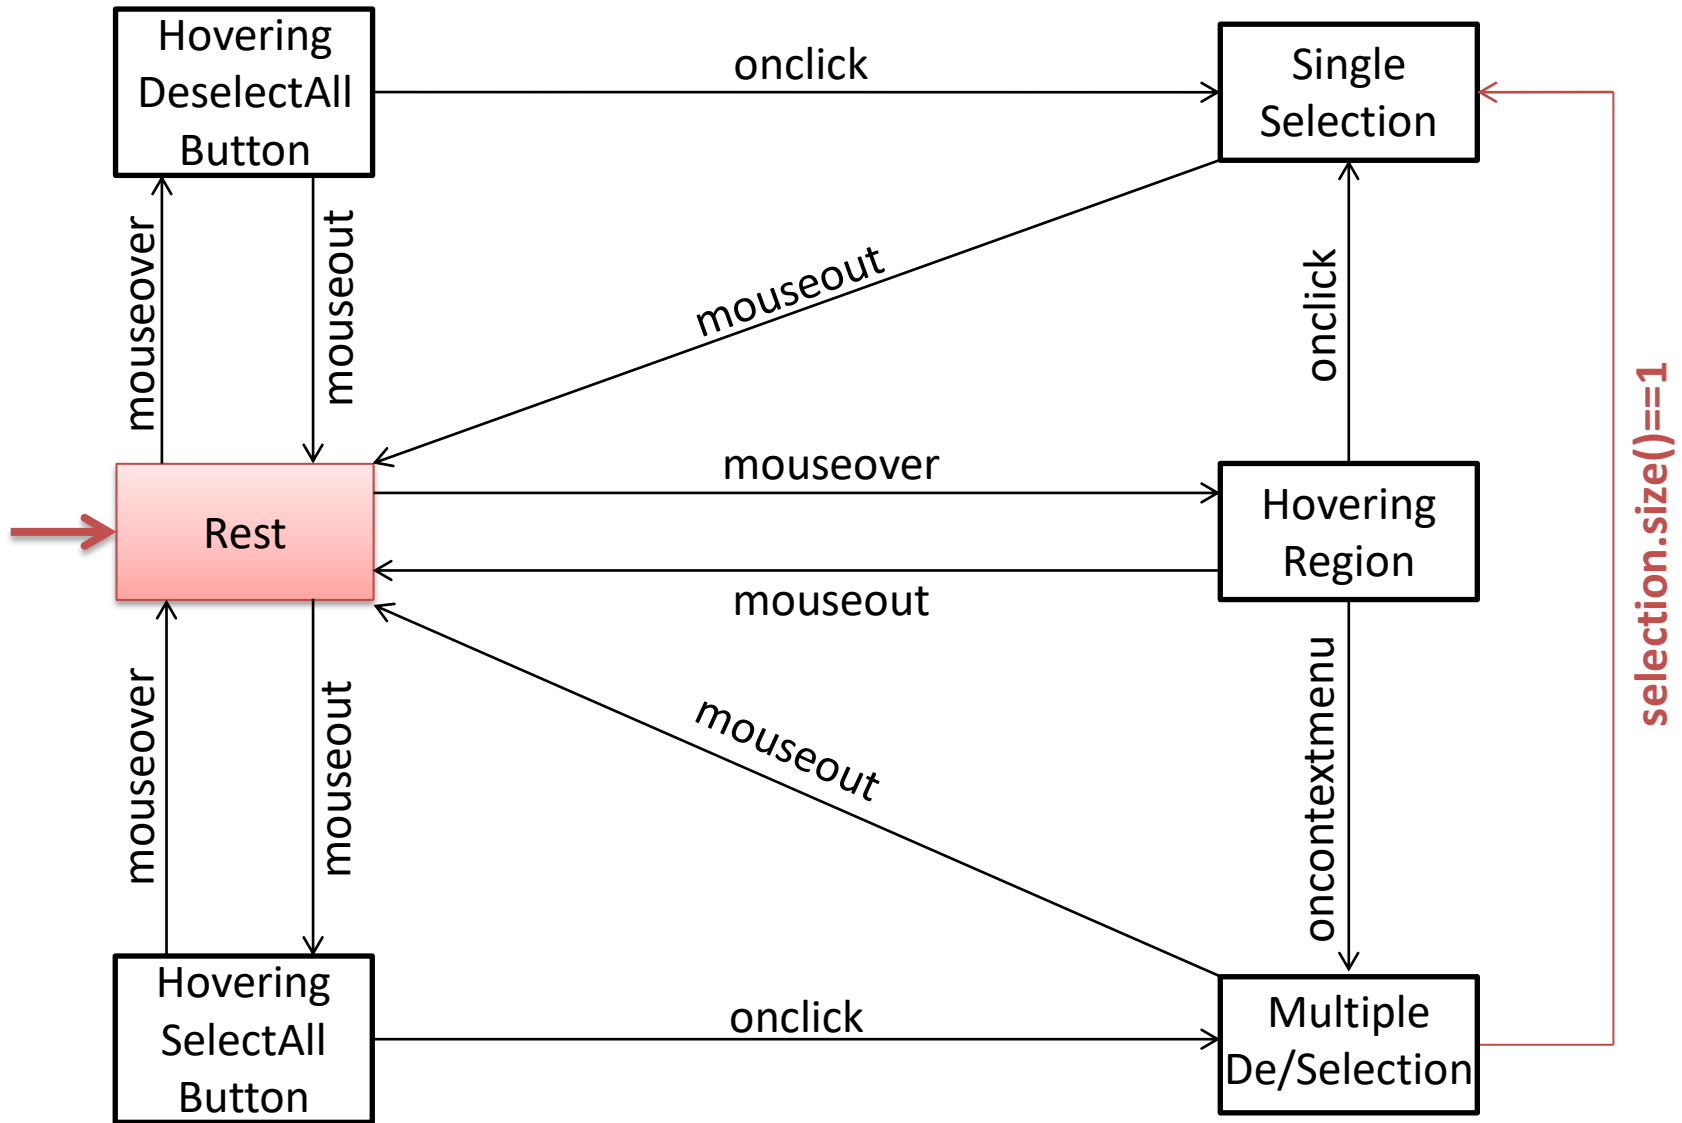 Hovering
DeselectAll
Button
onclick
Single
Selection
mouseover
mouseout
mouseout
onclick
selection.size()==1
Rest
mouseover
Hovering
Region
mouseout
mouseover
mouseout
mouseout
oncontextmenu
Hovering
SelectAll
Button
onclick
Multiple
De/Selection